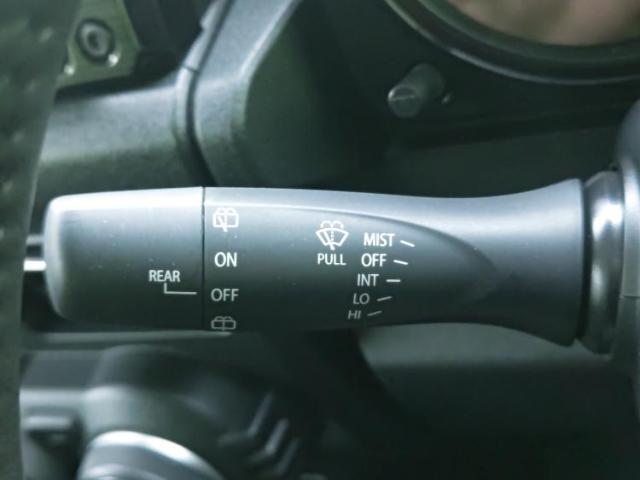 MIST
PULL OFF
ON
INT
REAR
OFF
LO
HI